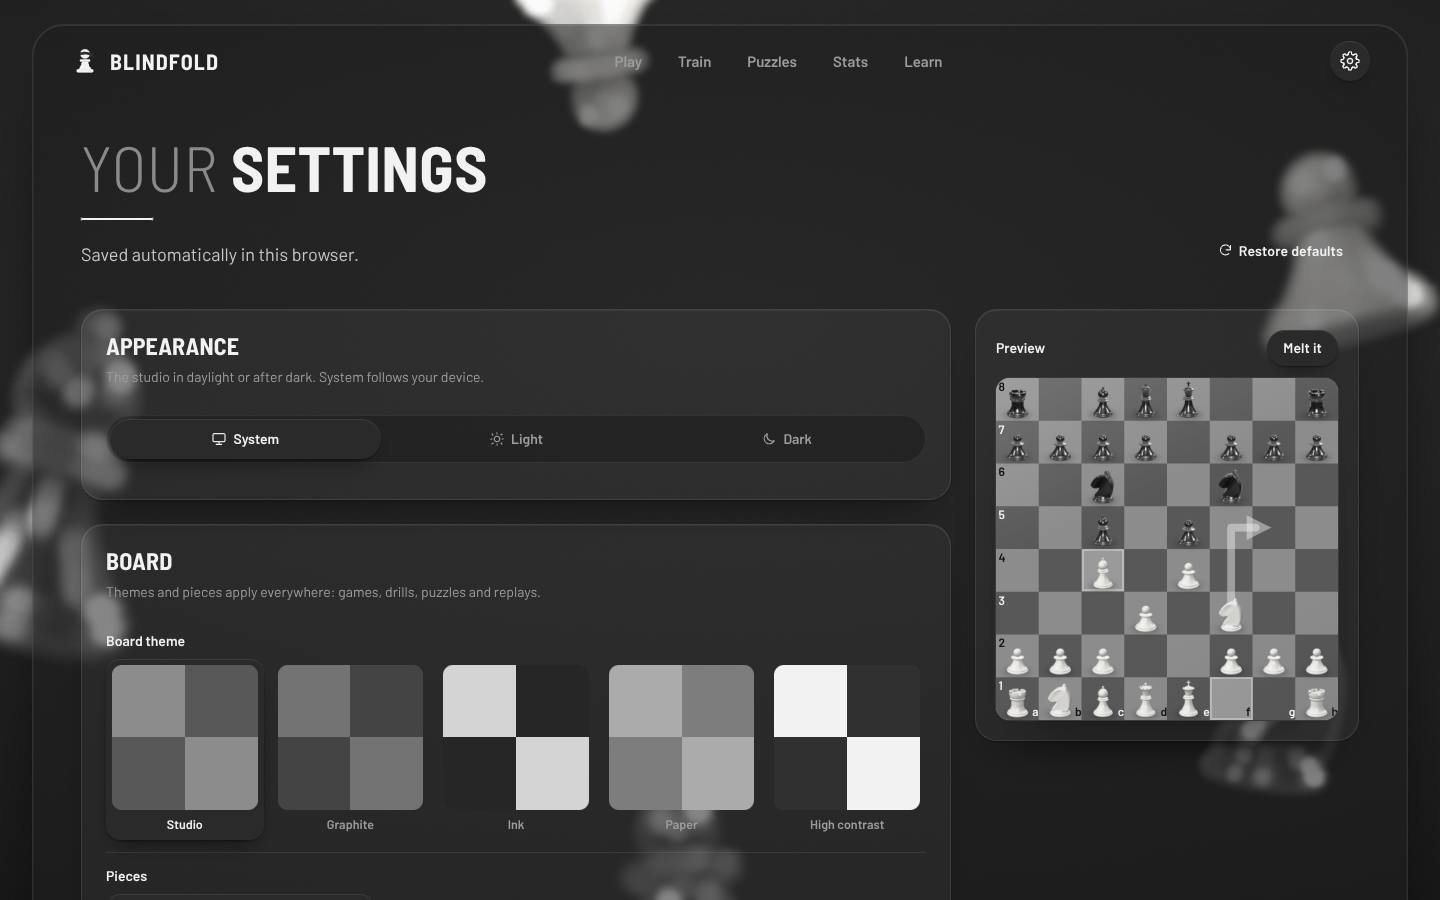 BLINDFOLD
Play Train Puzzles Stats Learn
YOUR SETTINGS
Saved automatically in this browser.
Restore defaults
APPEARANCE
The studio in daylight or after dark. System follows your device.
System Light Dark
BOARD
Themes and pieces apply everywhere: games, drills, puzzles and replays.
Board theme
Studio Graphite Ink Paper High contrast
Pieces
Preview Melt it
8
7
6
5
4
3
2
1
a b c d e f g h